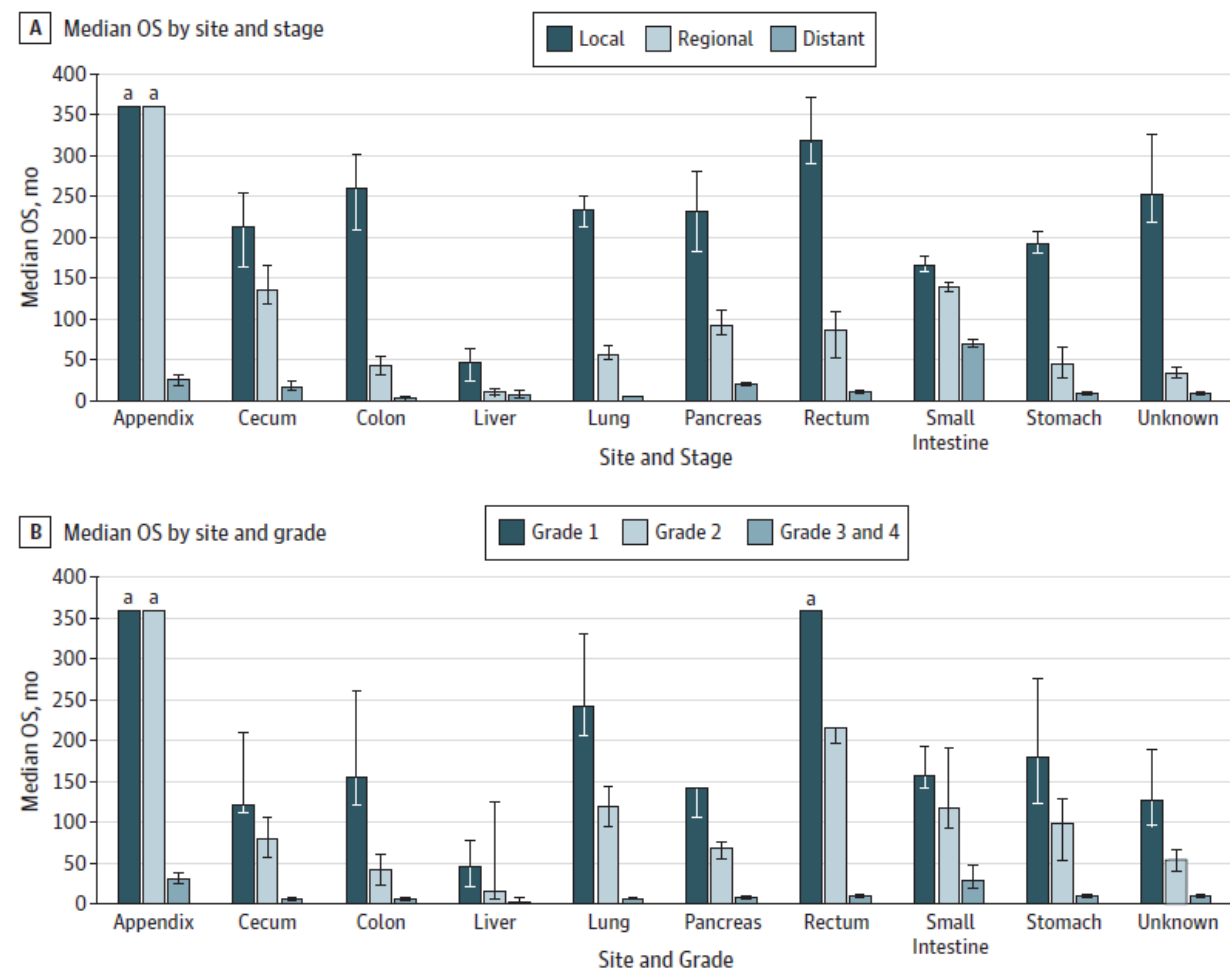 A Median OS by site and stage
Local Regional Distant
400
350
300
250
200
150
100
50
0
Median OS, mo
a a
Appendix Cecum Colon Liver Lung Pancreas Rectum Small Intestine Stomach Unknown
Site and Stage
B Median OS by site and grade
Grade 1 Grade 2 Grade 3 and 4
400
350
300
250
200
150
100
50
0
Median OS, mo
a a a
Appendix Cecum Colon Liver Lung Pancreas Rectum Small Intestine Stomach Unknown
Site and Grade